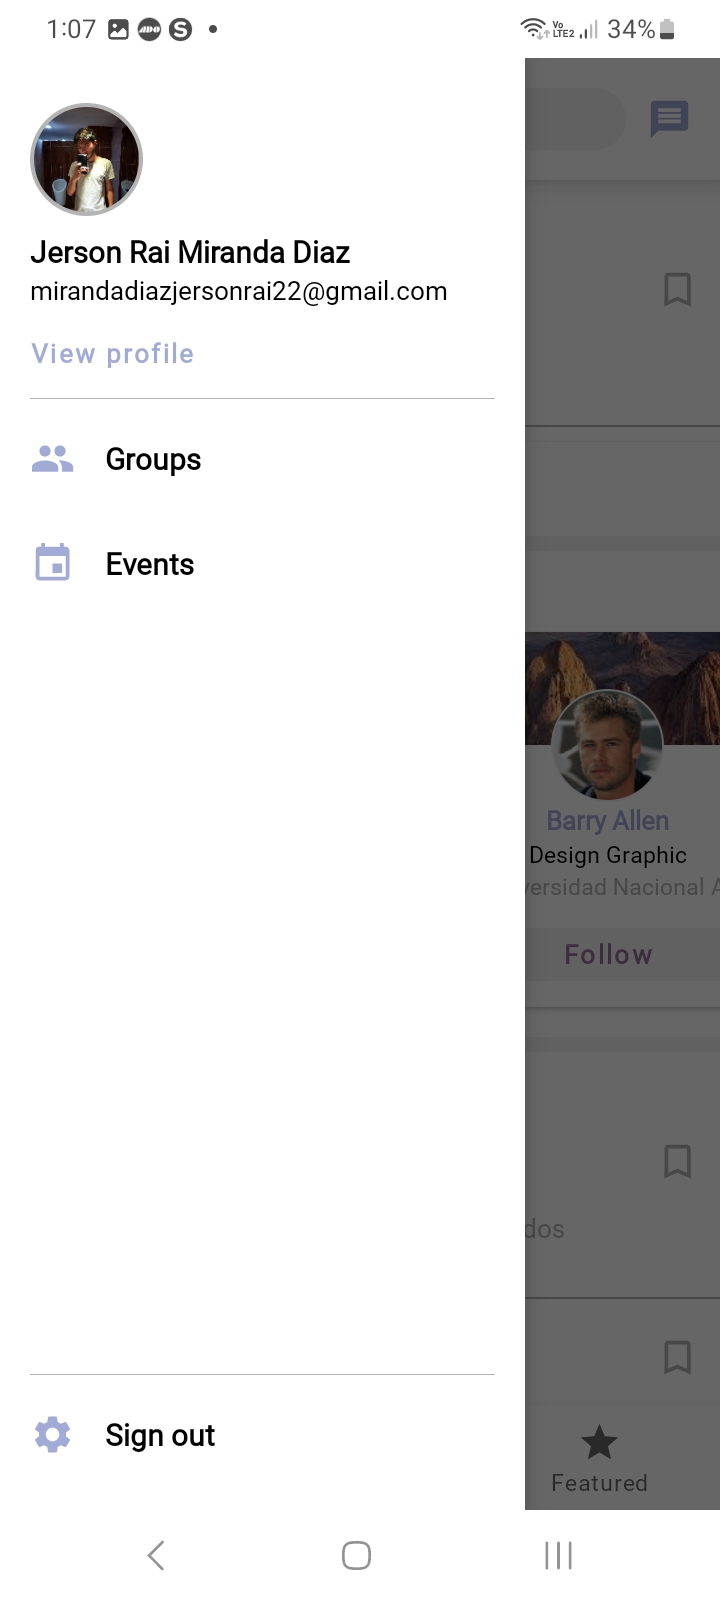 1:07
Vo
LTE2
34%
Jerson Rai Miranda Diaz
mirandadiazjersonrai22@gmail.com
View profile
Groups
Events
Barry Allen
Design Graphic
versidad Nacional A
Follow
dos
Sign out
Featured